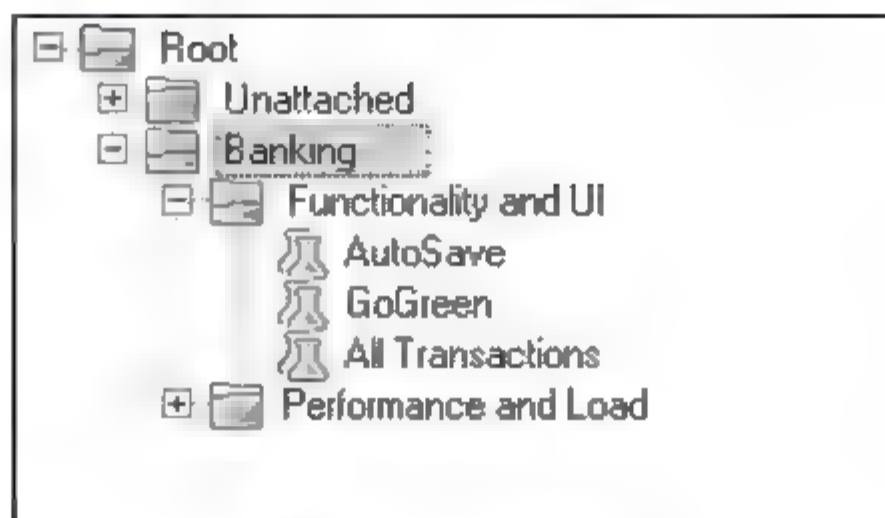 Root
Unattached
Banking
Functionality and UI
AutoSave
GoGreen
All Transactions
Performance and Load